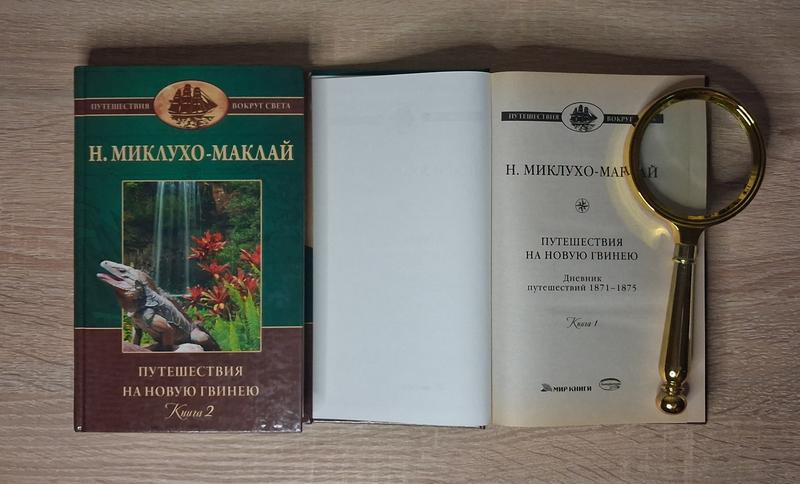 ПУТЕШЕСТВИЯ ВОКРУГ СВЕТА
Н. МИКЛУХО-МАКЛАЙ
ПУТЕШЕСТВИЯ
НА НОВУЮ ГВИНЕЮ
Книга 2
ПУТЕШЕСТВИЯ ВОКРУГ
Н. МИКЛУХО-МАКЛАЙ
ПУТЕШЕСТВИЯ
НА НОВУЮ ГВИНЕЮ
Дневник
путешествий 1871–1875
Книга 1
МИР КНИГИ